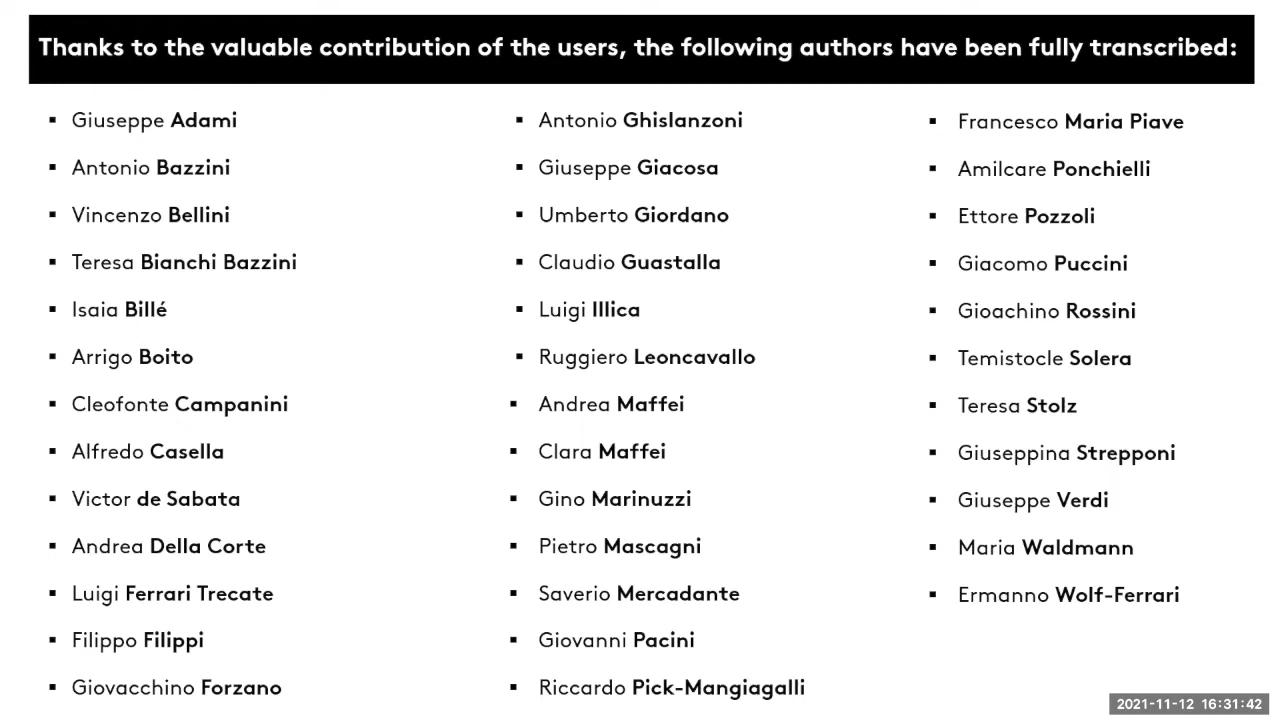 Thanks to the valuable contribution of the users, the following authors have been fully transcribed:
▪ Giuseppe Adami
▪ Antonio Bazzini
▪ Vincenzo Bellini
▪ Teresa Bianchi Bazzini
▪ Isaia Billé
▪ Arrigo Boito
▪ Cleofonte Campanini
▪ Alfredo Casella
▪ Victor de Sabata
▪ Andrea Della Corte
▪ Luigi Ferrari Trecate
▪ Filippo Filippi
▪ Giovacchino Forzano
▪ Antonio Ghislanzoni
▪ Giuseppe Giacosa
▪ Umberto Giordano
▪ Claudio Guastalla
▪ Luigi Illica
▪ Ruggiero Leoncavallo
▪ Andrea Maffei
▪ Clara Maffei
▪ Gino Marinuzzi
▪ Pietro Mascagni
▪ Saverio Mercadante
▪ Giovanni Pacini
▪ Riccardo Pick-Mangiagalli
▪ Francesco Maria Piave
▪ Amilcare Ponchielli
▪ Ettore Pozzoli
▪ Giacomo Puccini
▪ Gioachino Rossini
▪ Temistocle Solera
▪ Teresa Stolz
▪ Giuseppina Strepponi
▪ Giuseppe Verdi
▪ Maria Waldmann
▪ Ermanno Wolf-Ferrari
2021-11-12 16:31:42